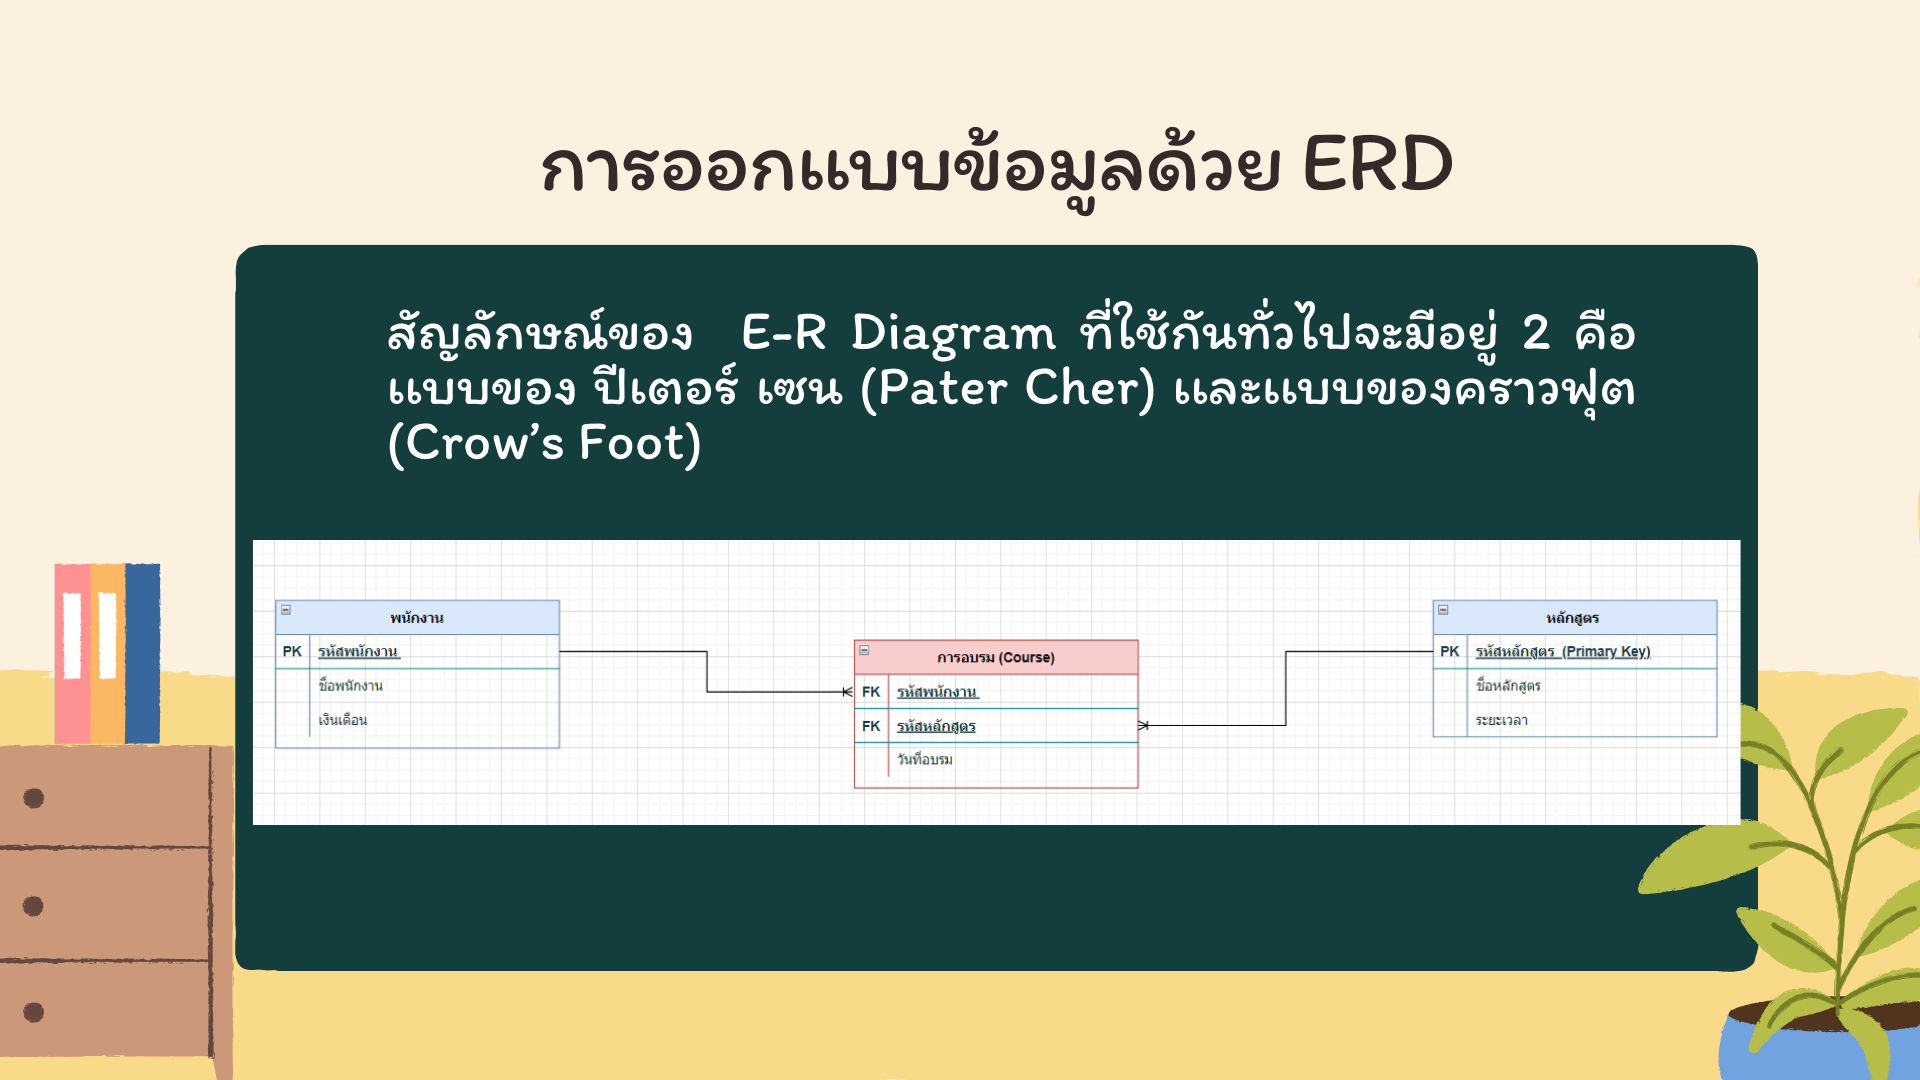 การออกแบบข้อมูลด้วย ERD
สัญลักษณ์ของ E-R Diagram ที่ใช้กันทั่วไปจะมีอยู่ 2 คือ
แบบของ ปีเตอร์ เซน (Pater Cher) และแบบของคราวฟุต
(Crow's Foot)
พนักงาน
PK รหัสพนักงาน
ชื่อพนักงาน
เงินเดือน
การอบรม (Course)
FK รหัสพนักงาน
FK รหัสหลักสูตร
วันที่อบรม
หลักสูตร
PK รหัสหลักสูตร (Primary Key)
ชื่อหลักสูตร
ระยะเวลา